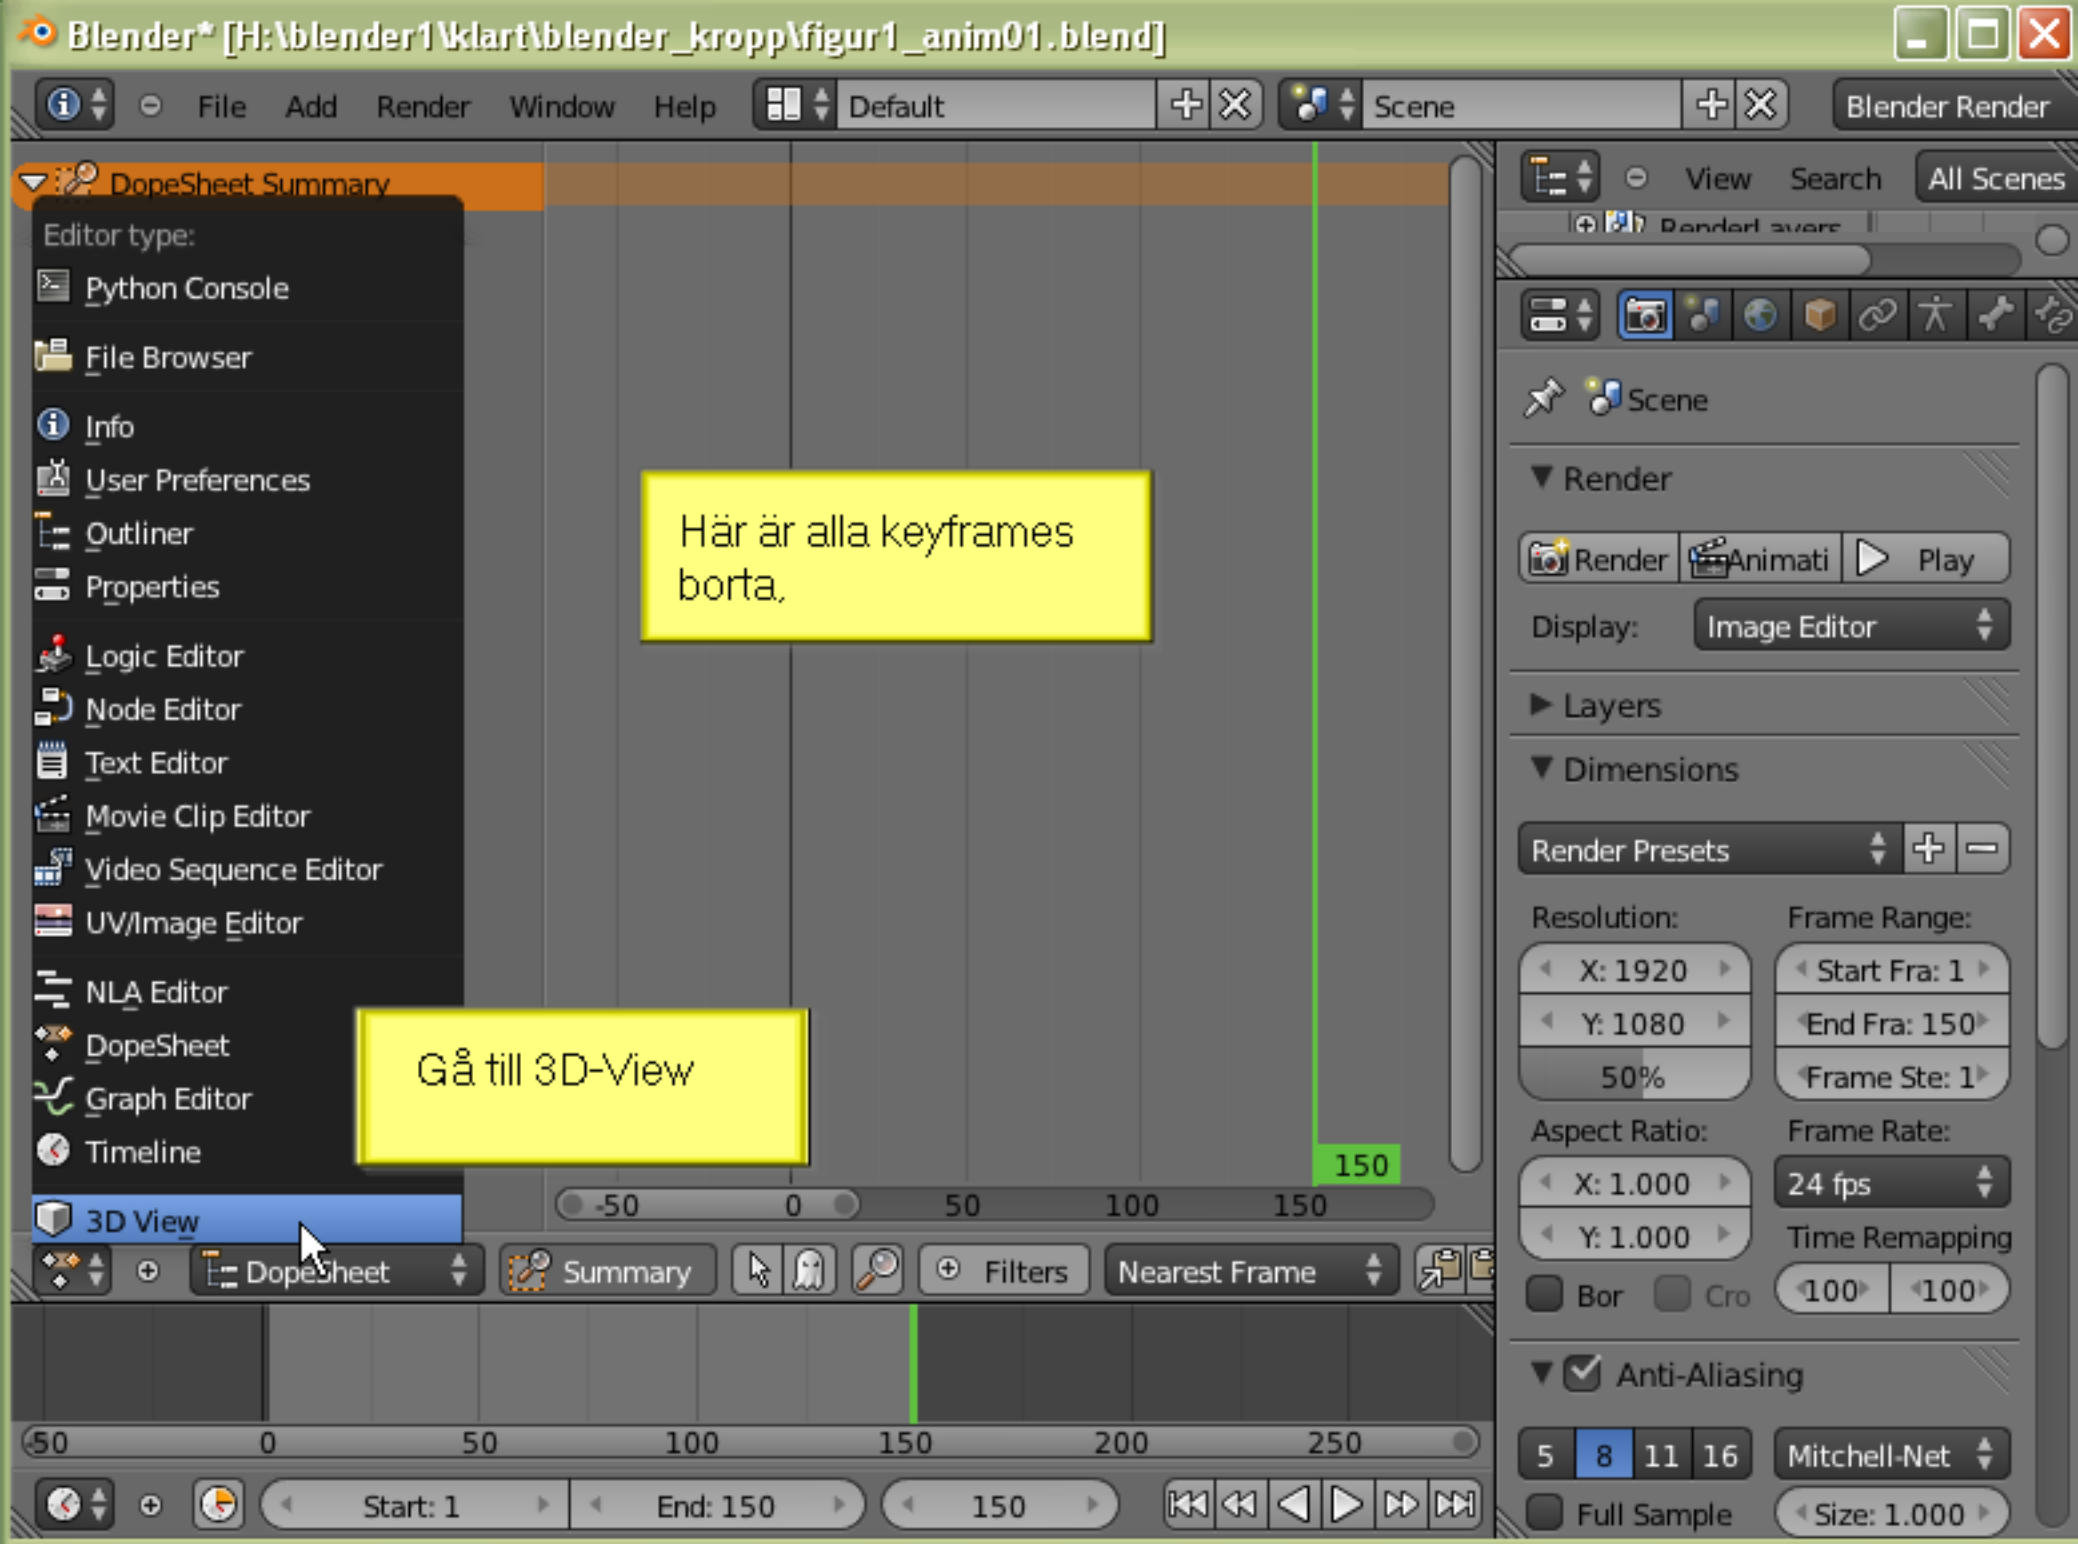 Blender* [H:\blender1\klart\blender_kropp\figur1_anim01.blend]
File Add Render Window Help Default Scene Blender Render
DopeSheet Summary
View Search All Scenes
RenderLayers
Editor type:
Python Console
File Browser
Info
User Preferences
Outliner
Properties
Logic Editor
Node Editor
Text Editor
Movie Clip Editor
Video Sequence Editor
UV/Image Editor
NLA Editor
DopeSheet
Graph Editor
Timeline
3D View
Här är alla keyframes
borta,
Gå till 3D-View
150
-50 0 50 100 150
DopeSheet Summary Filters Nearest Frame
-50 0 50 100 150 200 250
Start: 1 End: 150 150
Scene
Render
Render Animati Play
Display: Image Editor
Layers
Dimensions
Render Presets
Resolution: Frame Range:
X: 1920 Start Fra: 1
Y: 1080 End Fra: 150
50% Frame Ste: 1
Aspect Ratio: Frame Rate:
X: 1.000 24 fps
Y: 1.000 Time Remapping
Bor Cro 100 100
Anti-Aliasing
5 8 11 16 Mitchell-Net
Full Sample Size: 1.000